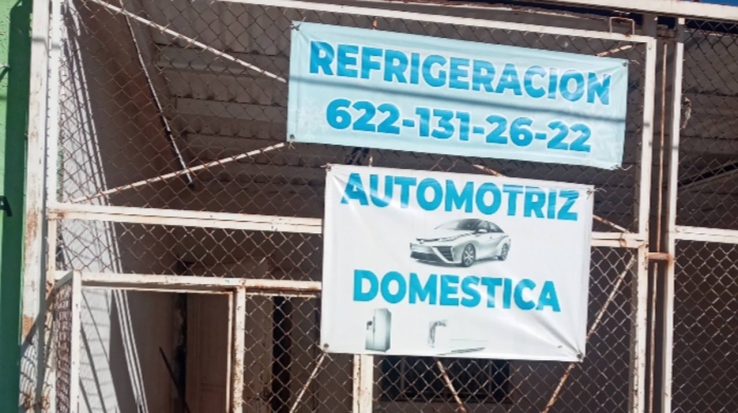 REFRIGERACION
622-131-26-22
AUTOMOTRIZ
DOMESTICA